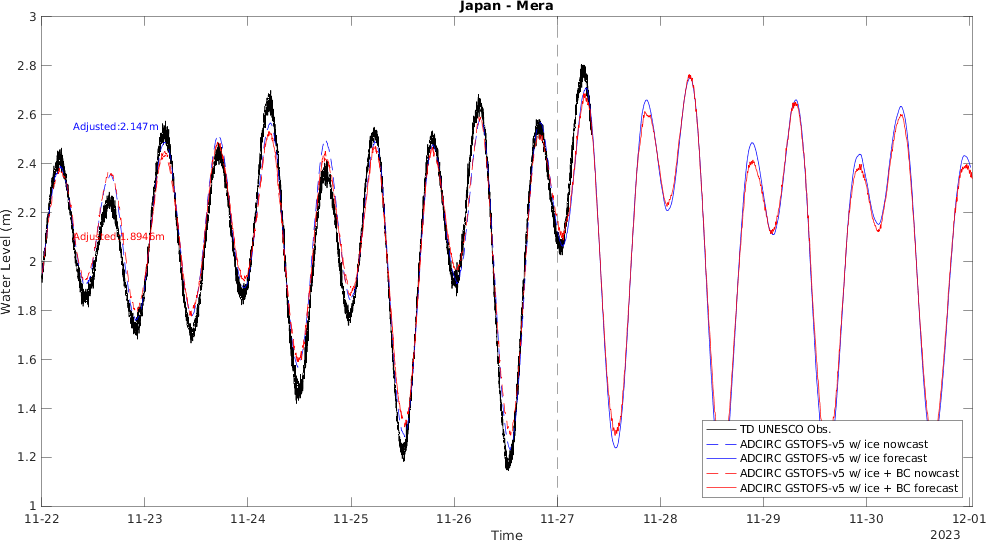 Japan - Mera
Water Level (m)
3
2.8
2.6
2.4
2.2
2
1.8
1.6
1.4
1.2
1
Adjusted:2.147m
Adjusted:1.8946m
TD UNESCO Obs.
ADCIRC GSTOFS-v5 w/ ice nowcast
ADCIRC GSTOFS-v5 w/ ice forecast
ADCIRC GSTOFS-v5 w/ ice + BC nowcast
ADCIRC GSTOFS-v5 w/ ice + BC forecast
11-22 11-23 11-24 11-25 11-26 11-27 11-28 11-29 11-30 12-01
Time
2023